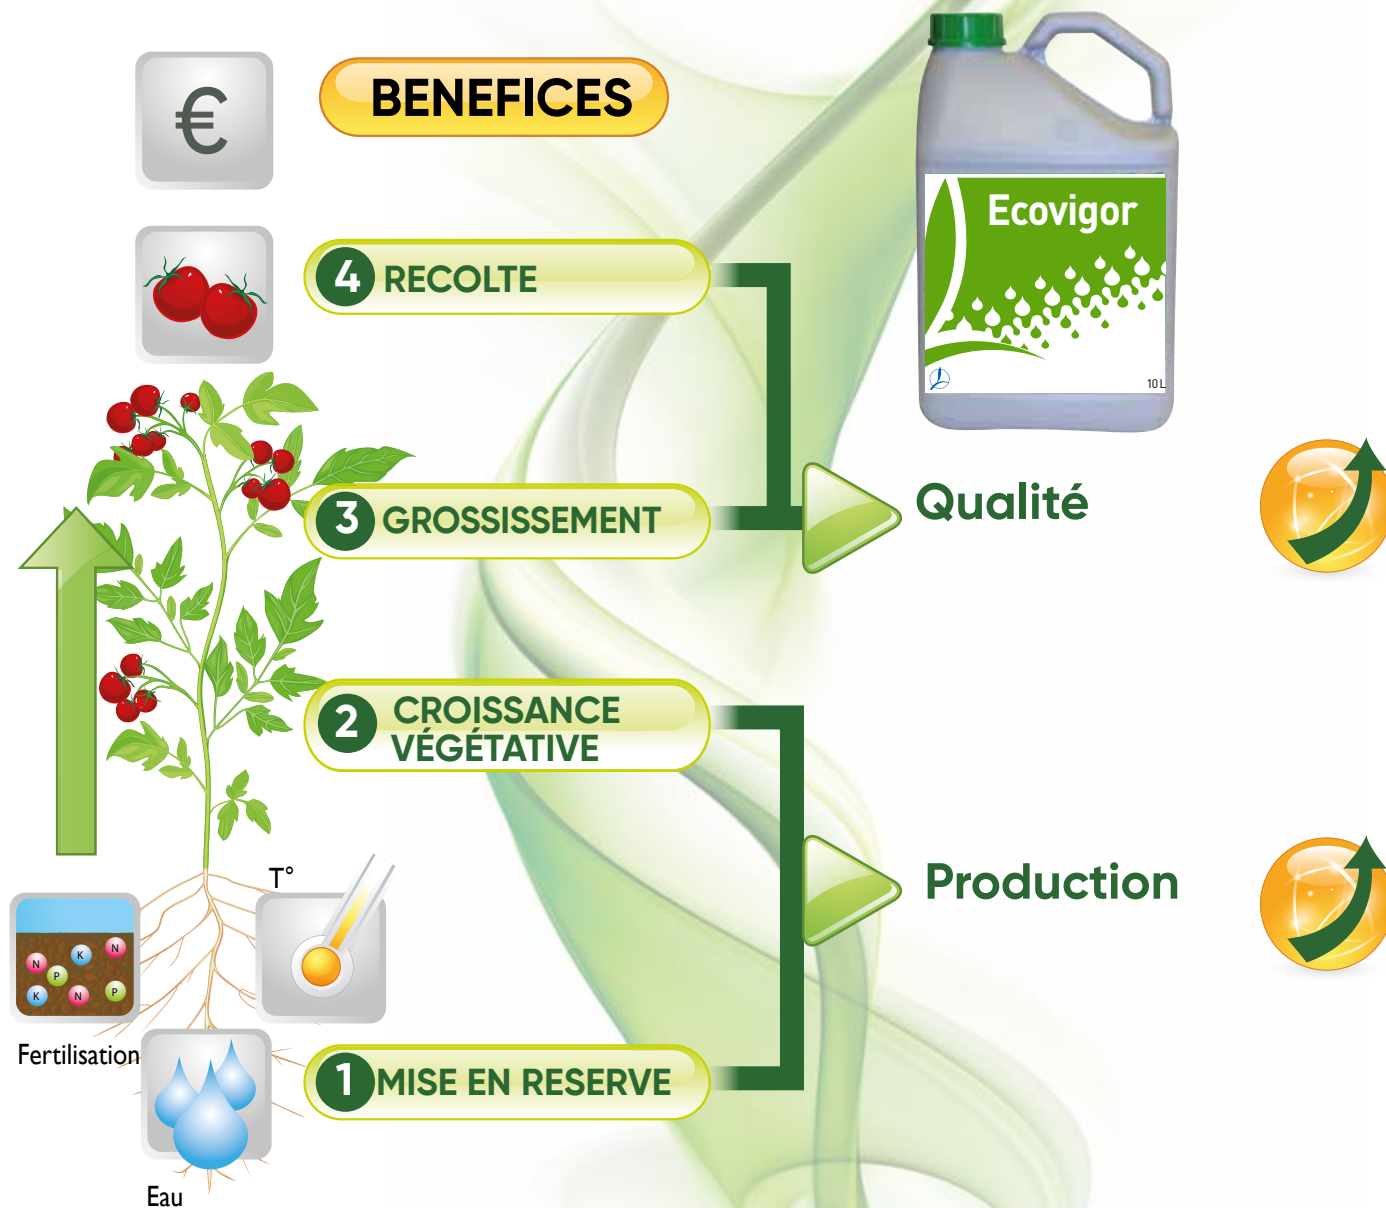 €
BENEFICES
Ecovigor
10 L
4 RECOLTE
3 GROSSISSEMENT
Qualité
2 CROISSANCE
VÉGÉTATIVE
Production
T°
N
K
N
P
K
N
P
Fertilisation
1 MISE EN RESERVE
Eau